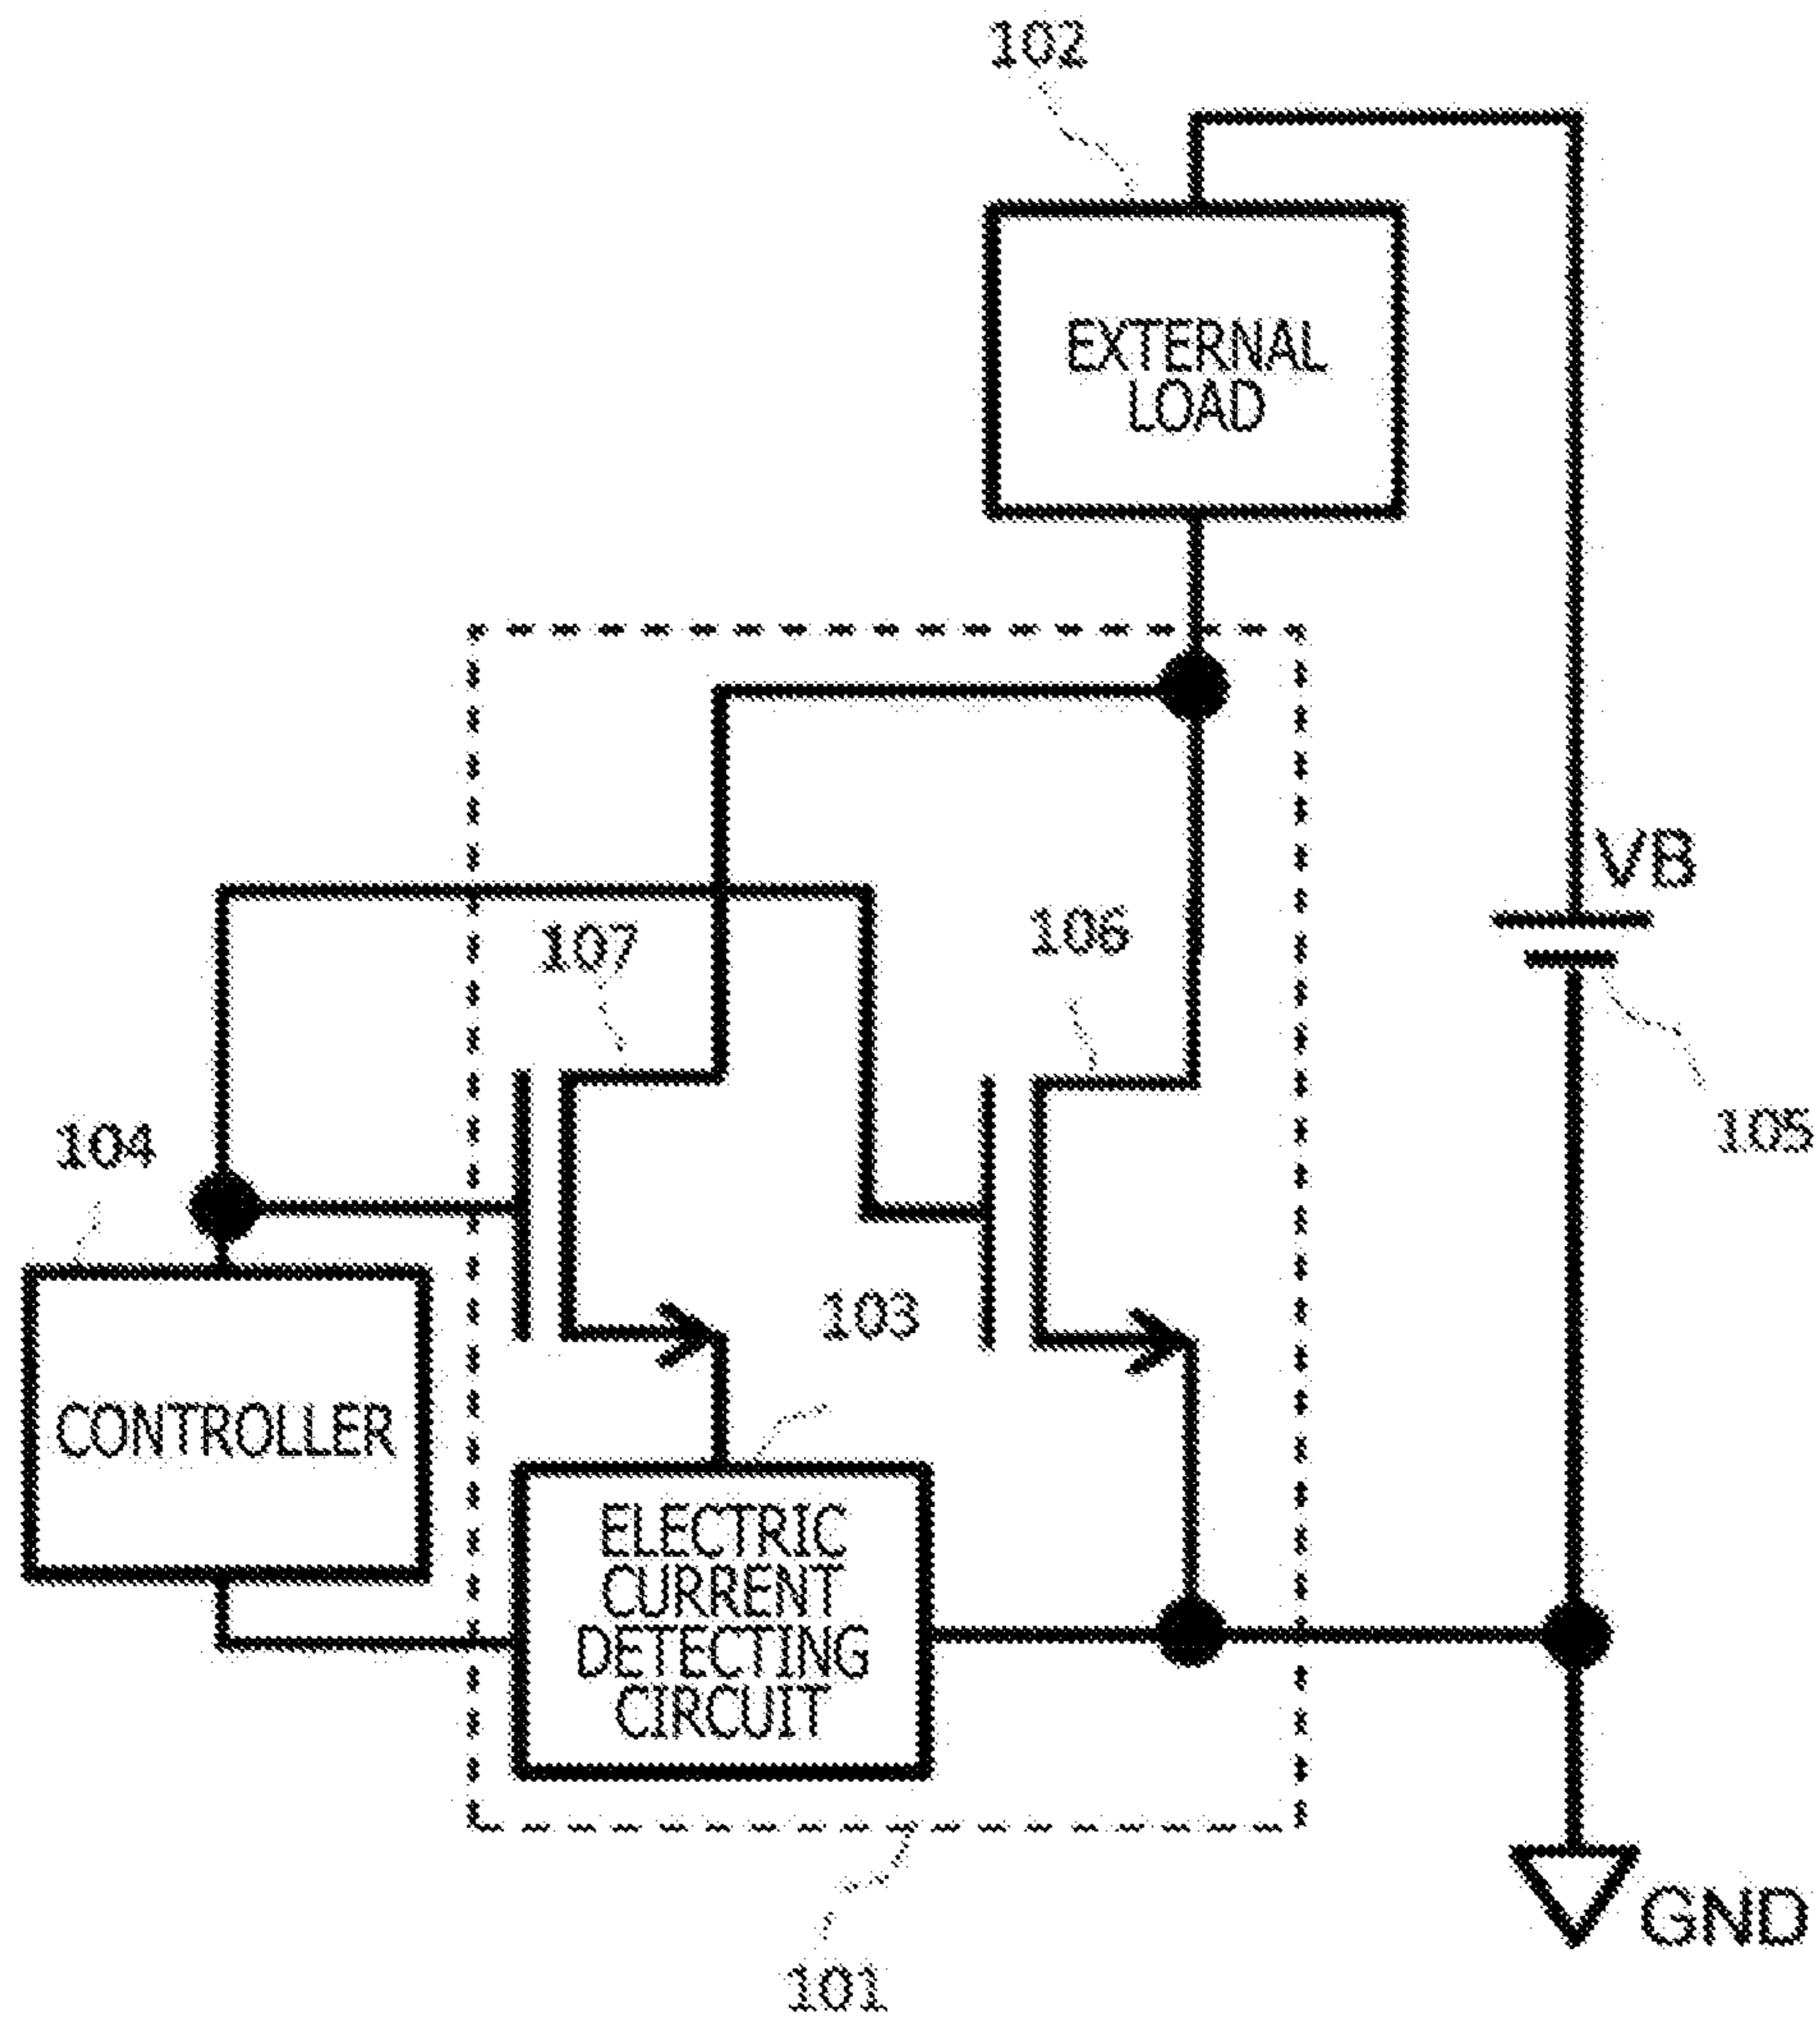 102
EXTERNAL
LOAD
VB
107
106
105
104
103
CONTROLLER
ELECTRIC
CURRENT
DETECTING
CIRCUIT
GND
101